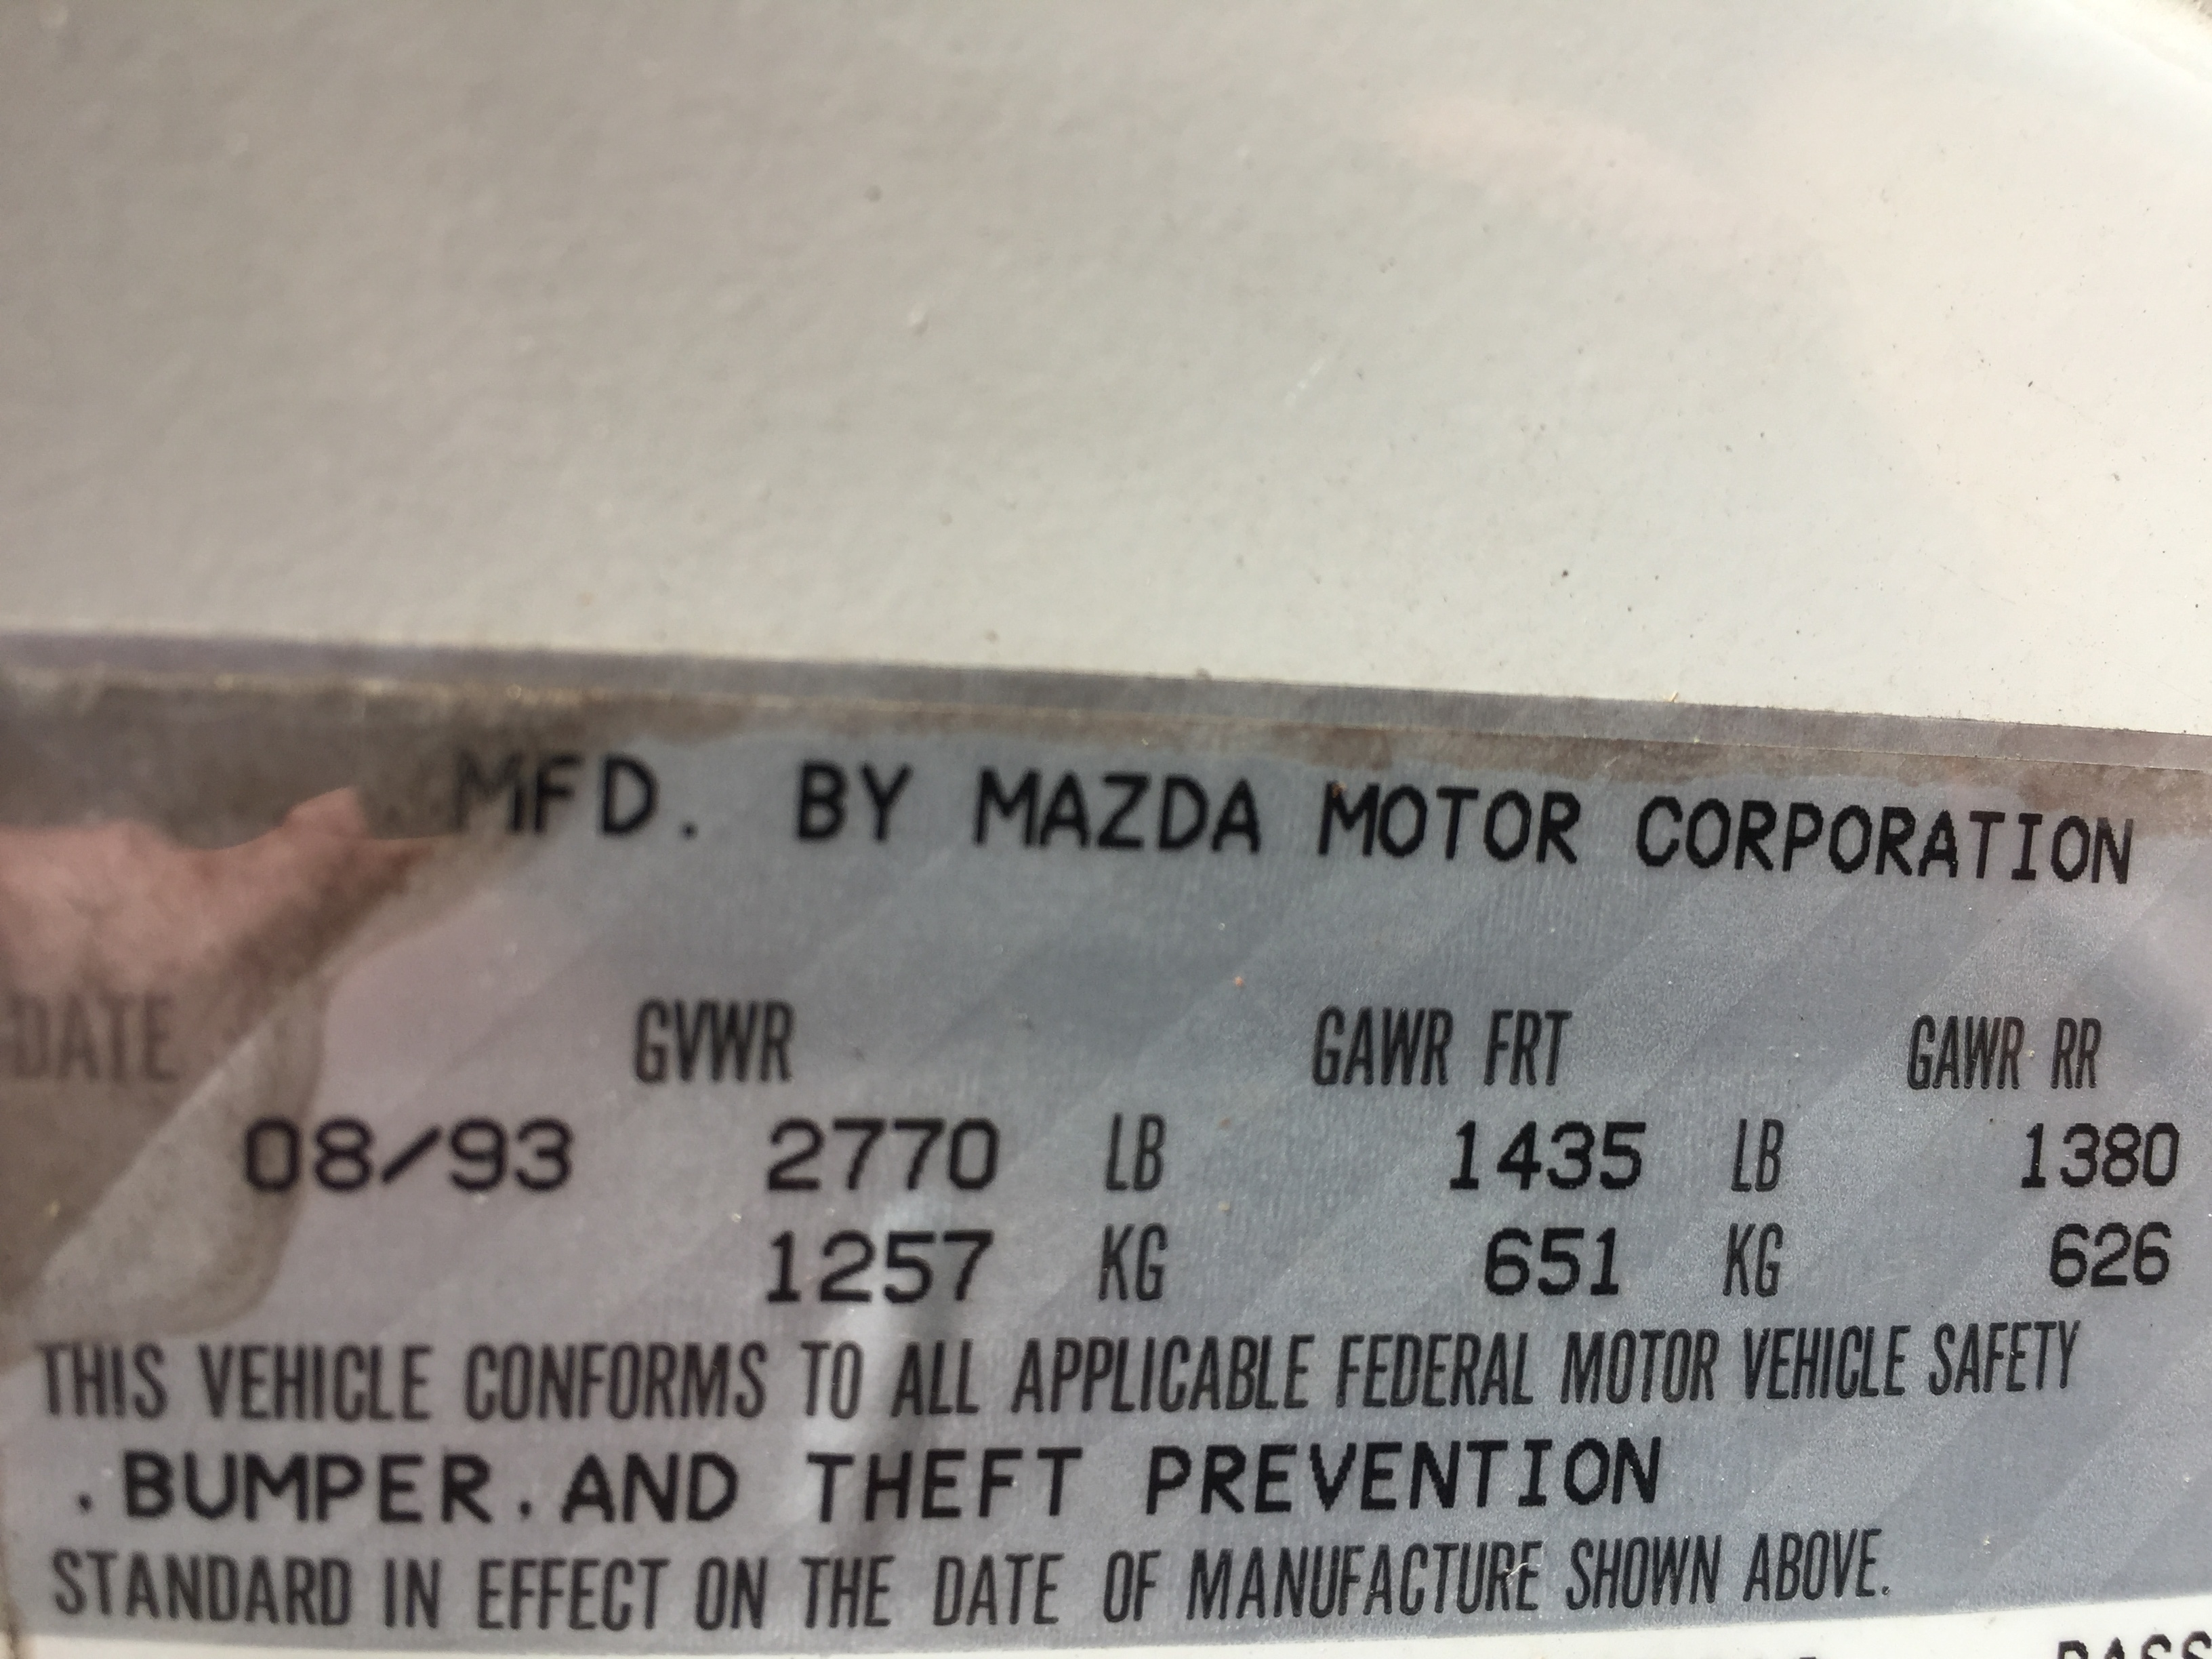 MFD. BY MAZDA MOTOR CORPORATION
DATE GVWR GAWR FRT GAWR RR
08/93 2770 LB 1435 LB 1380
1257 KG 651 KG 626
THIS VEHICLE CONFORMS TO ALL APPLICABLE FEDERAL MOTOR VEHICLE SAFETY
. BUMPER. AND THEFT PREVENTION
STANDARD IN EFFECT ON THE DATE OF MANUFACTURE SHOWN ABOVE.